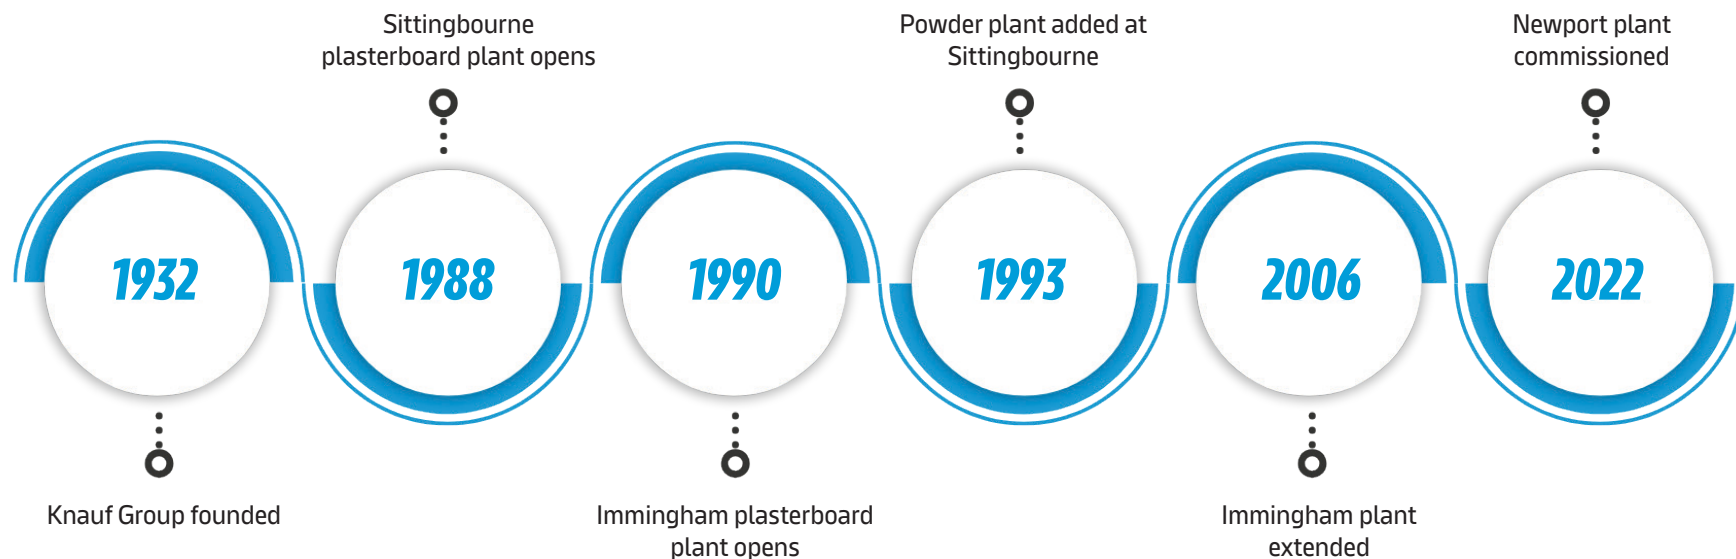 1932
Knauf Group founded
Sittingbourne
plasterboard plant opens
1988
1990
Immingham plasterboard
plant opens
Powder plant added at
Sittingbourne
1993
2006
Immingham plant
extended
Newport plant
commissioned
2022